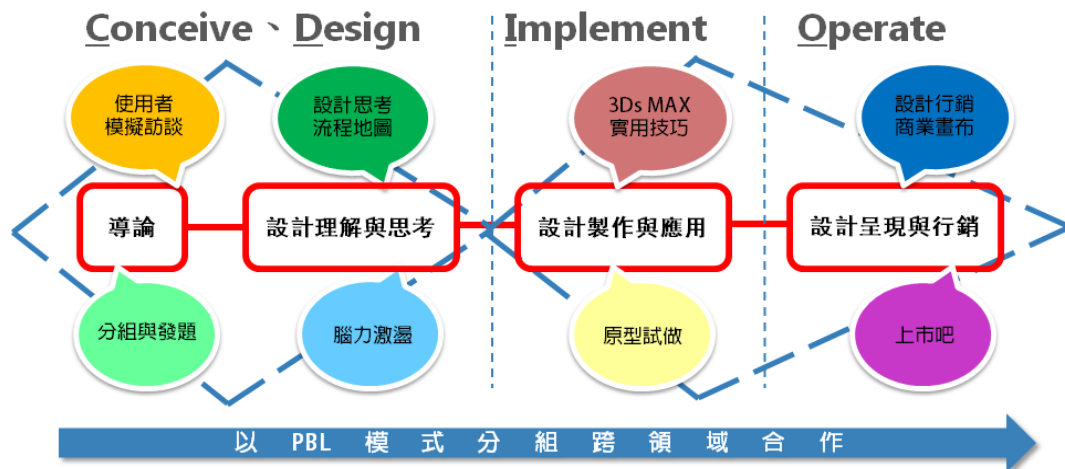 Conceive、Design
Implement
Operate
使用者
模擬訪談
設計思考
流程地圖
3Ds MAX
實用技巧
設計行銷
商業畫布
導論
設計理解與思考
設計製作與應用
設計呈現與行銷
分組與發題
腦力激盪
原型試做
上市吧
以 PBL 模式分組跨領域合作